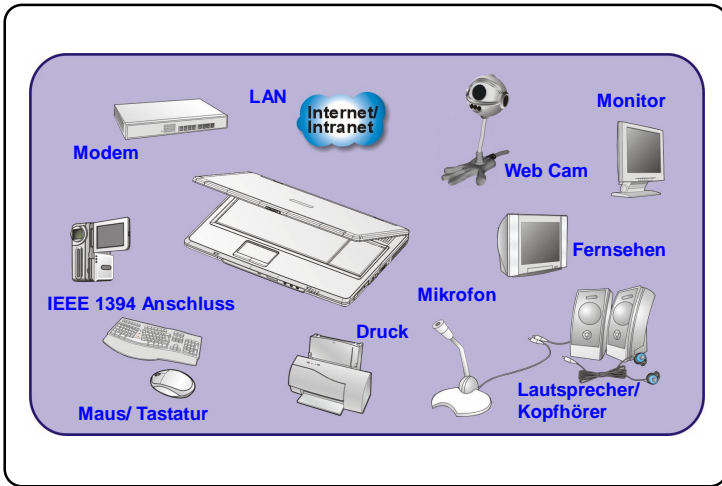 LAN
Internet/
Intranet
Monitor
Modem
Web Cam
Fernsehen
IEEE 1394 Anschluss
Mikrofon
Druck
Maus/ Tastatur
Lautsprecher/
Kopfhörer